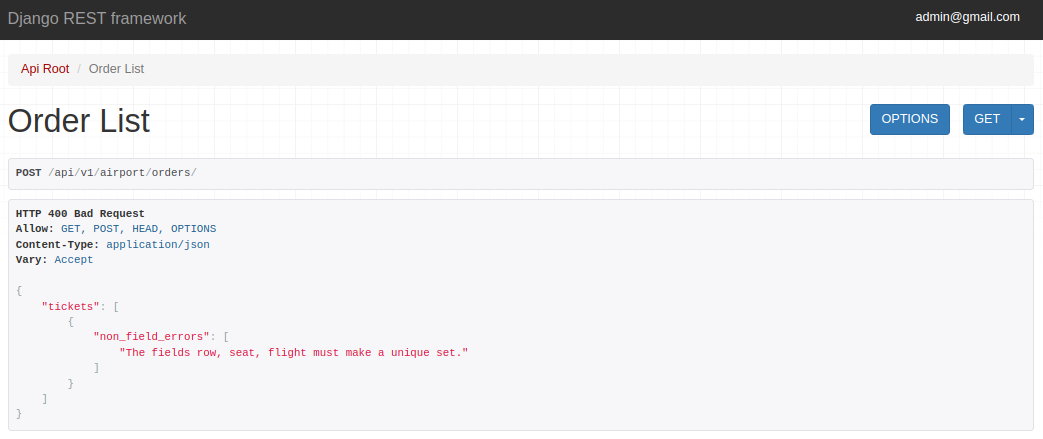 Django REST framework
admin@gmail.com
Api Root / Order List
Order List
OPTIONS
GET
POST /api/v1/airport/orders/
HTTP 400 Bad Request
Allow: GET, POST, HEAD, OPTIONS
Content-Type: application/json
Vary: Accept
{
    "tickets": [
        {
            "non_field_errors": [
                "The fields row, seat, flight must make a unique set."
            ]
        }
    ]
}